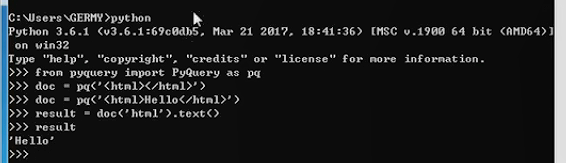 C:\Users\GERMY>python
Python 3.6.1 (v3.6.1:69c0db5, Mar 21 2017, 18:41:36) [MSC v.1900 64 bit (AMD64)]
on win32
Type "help", "copyright", "credits" or "license" for more information.
>>> from pyquery import PyQuery as pq
>>> doc = pq('<html></html>')
>>> doc = pq('<html>Hello</html>')
>>> result = doc('html').text()
>>> result
'Hello'
>>>